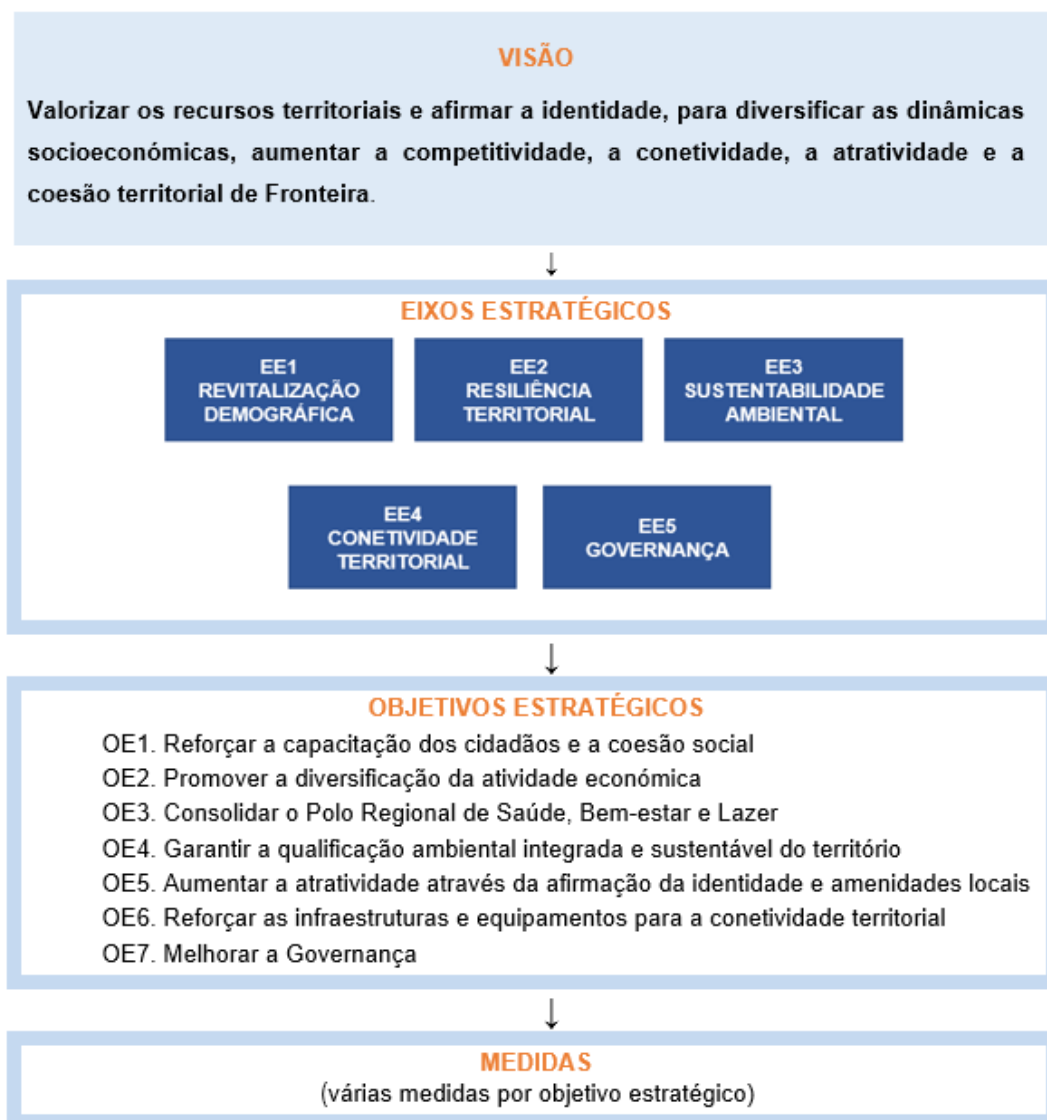 VISÃO
Valorizar os recursos territoriais e afirmar a identidade, para diversificar as dinâmicas
socioeconómicas, aumentar a competitividade, a conetividade, a atratividade e a
coesão territorial de Fronteira.
↓
EIXOS ESTRATÉGICOS
EE1
REVITALIZAÇÃO
DEMOGRÁFICA
EE2
RESILIÊNCIA
TERRITORIAL
EE3
SUSTENTABILIDADE
AMBIENTAL
EE4
CONETIVIDADE
TERRITORIAL
EE5
GOVERNANÇA
↓
OBJETIVOS ESTRATÉGICOS
OE1. Reforçar a capacitação dos cidadãos e a coesão social
OE2. Promover a diversificação da atividade económica
OE3. Consolidar o Polo Regional de Saúde, Bem-estar e Lazer
OE4. Garantir a qualificação ambiental integrada e sustentável do território
OE5. Aumentar a atratividade através da afirmação da identidade e amenidades locais
OE6. Reforçar as infraestruturas e equipamentos para a conetividade territorial
OE7. Melhorar a Governança
↓
MEDIDAS
(várias medidas por objetivo estratégico)